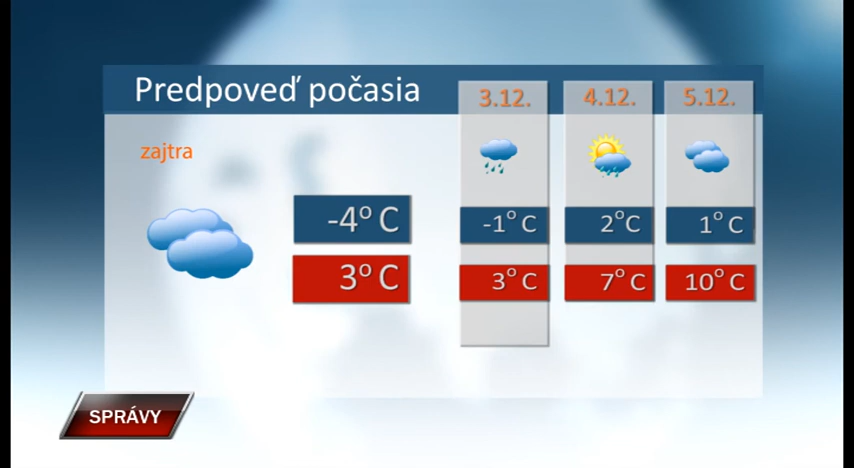 Predpoveď počasia
3.12. 4.12. 5.12.
zajtra
-4° C
3° C
-1° C 2°C 1° C
3° C 7° C 10° C
SPRÁVY